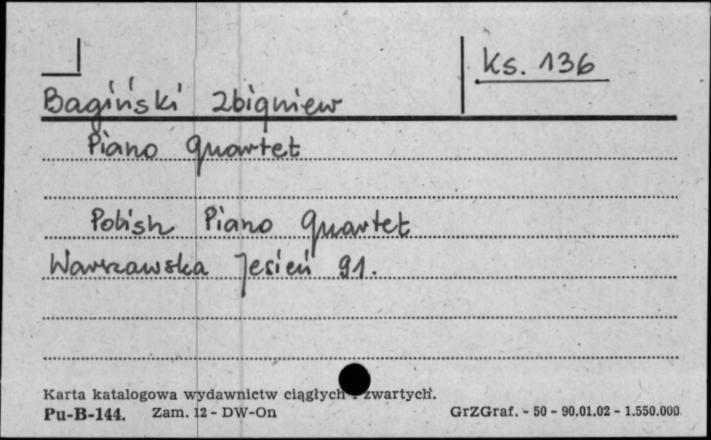 Ks. 136
Bagiński Zbigniew
Piano Quartet
Polish Piano Quartet
Warszawska Jesień 91.
Karta katalogowa wydawnictw ciągłych i zwartych.
Pu-B-144. Zam. 12 - DW-On GrZGraf. - 50 - 90.01.02 - 1.550.000